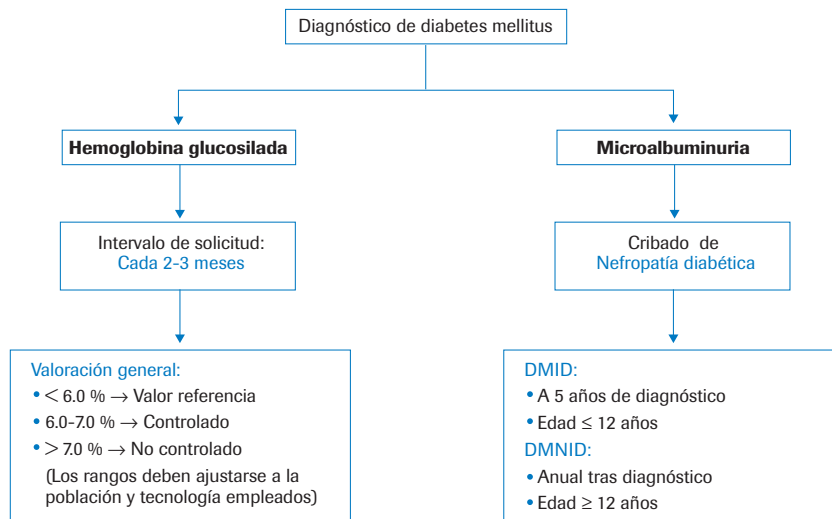 Diagnóstico de diabetes mellitus
Hemoglobina glucosilada
Intervalo de solicitud:
Cada 2-3 meses
Valoración general:
• < 6.0 % → Valor referencia
• 6.0-7.0 % → Controlado
• > 7.0 % → No controlado
(Los rangos deben ajustarse a la
población y tecnología empleados)
Microalbuminuria
Cribado de
Nefropatía diabética
DMID:
• A 5 años de diagnóstico
• Edad ≤ 12 años
DMNID:
• Anual tras diagnóstico
• Edad ≥ 12 años